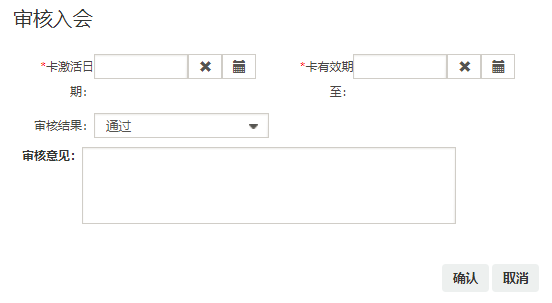 审核入会
*卡激活日期：
*卡有效期至：
审核结果： 通过
审核意见：
确认 取消